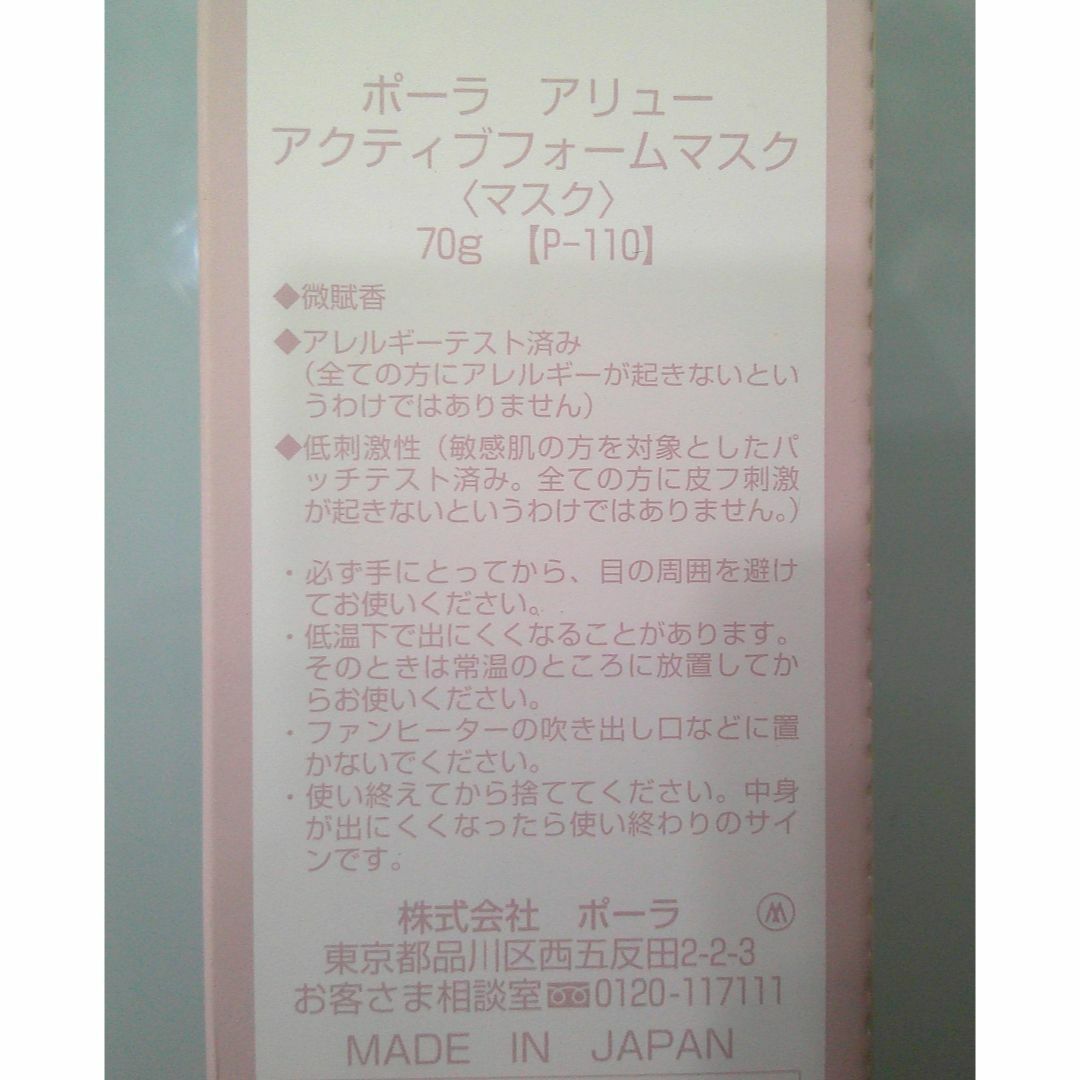 ポーラ アリュー
アクティブフォームマスク
〈マスク〉
70g 【P-110】
◆微賦香
◆アレルギーテスト済み
（全ての方にアレルギーが起きないとい
うわけではありません）
◆低刺激性（敏感肌の方を対象としたパ
ッチテスト済み。全ての方に皮フ刺激
が起きないというわけではありません。）
・必ず手にとってから、目の周囲を避け
てお使いください。
・低温下で出にくくなることがあります。
そのときは常温のところに放置してか
らお使いください。
・ファンヒーターの吹き出し口などに置
かないでください。
・使い終えてから捨ててください。中身
が出にくくなったら使い終わりのサイ
ンです。
株式会社 ポーラ
東京都品川区西五反田2-2-3
お客さま相談室 0120-117111
MADE IN JAPAN